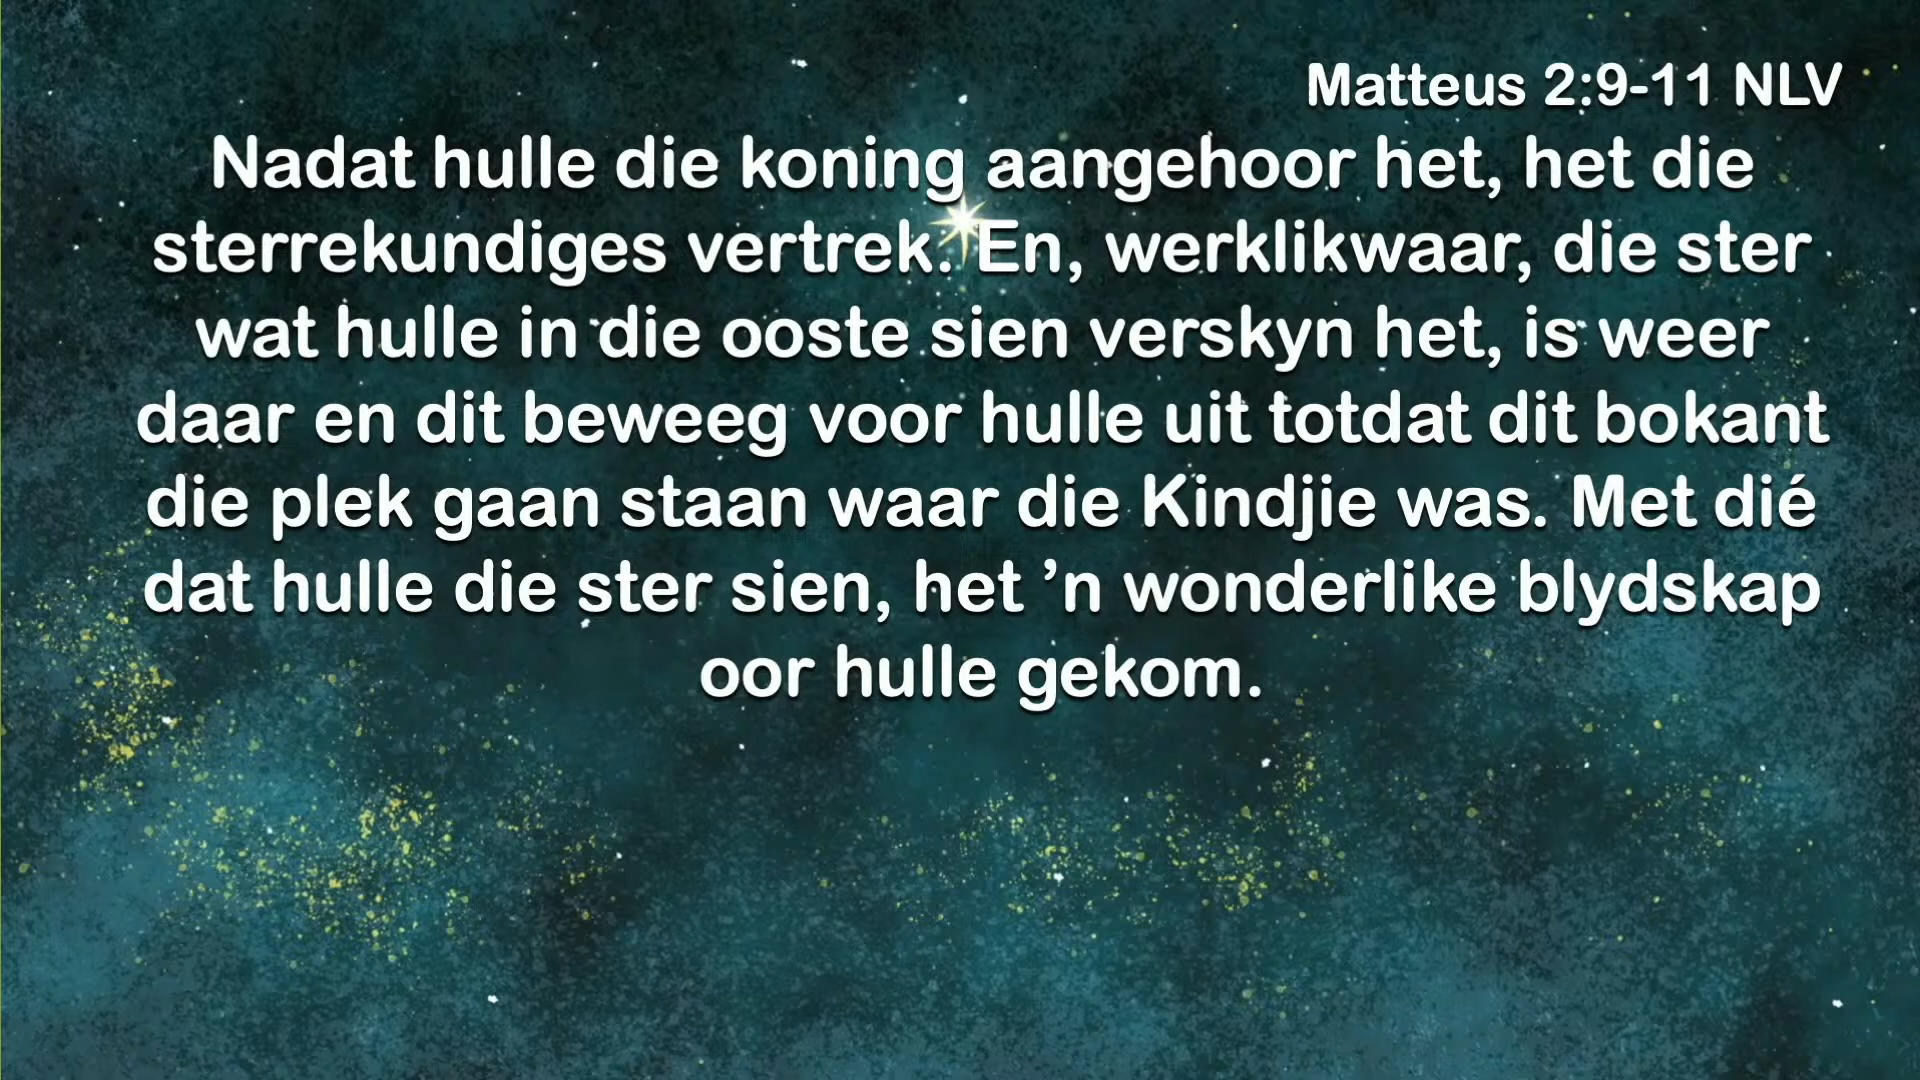 Matteus 2:9-11 NLV
Nadat hulle die koning aangehoor het, het die
sterrekundiges vertrek. En, werklikwaar, die ster
wat hulle in die ooste sien verskyn het, is weer
daar en dit beweeg voor hulle uit totdat dit bokant
die plek gaan staan waar die Kindjie was. Met dié
dat hulle die ster sien, het ’n wonderlike blydskap
oor hulle gekom.